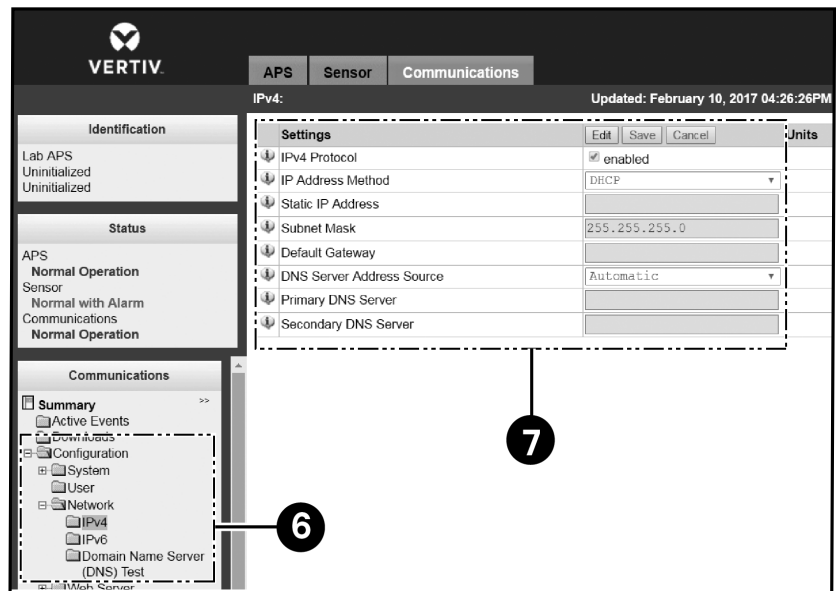 VERTIV
APS Sensor Communications
IPv4: Updated: February 10, 2017 04:26:26PM
Identification
Lab APS
Uninitialized
Uninitialized
Status
APS
Normal Operation
Sensor
Normal with Alarm
Communications
Normal Operation
Communications
Summary >>
Active Events
Downloads
Configuration
System
User
Network
IPv4
IPv6
Domain Name Server
(DNS) Test
Web Server
6
Settings Edit Save Cancel Units
IPv4 Protocol enabled
IP Address Method DHCP
Static IP Address
Subnet Mask 255.255.255.0
Default Gateway
DNS Server Address Source Automatic
Primary DNS Server
Secondary DNS Server
7